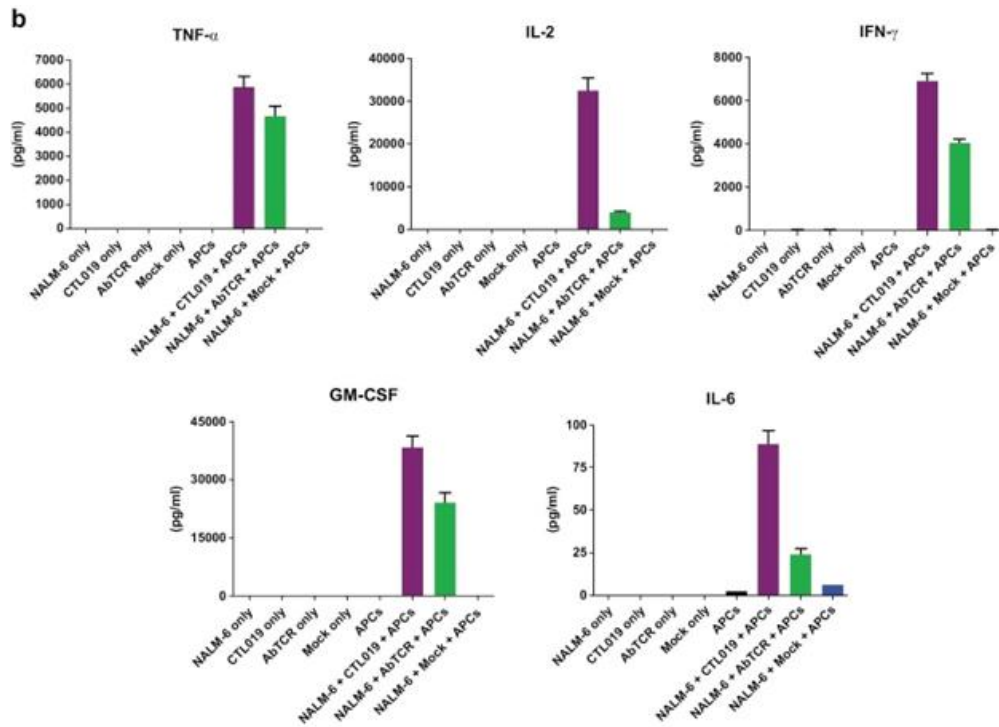 b
TNF-α
(pg/ml)
7000
6000
5000
4000
3000
2000
1000
0
NALM-6 only
CTL019 only
AbTCR only
Mock only
APCs
NALM-6 + CTL019 + APCs
NALM-6 + AbTCR + APCs
NALM-6 + Mock + APCs
IL-2
(pg/ml)
40000
30000
20000
10000
0
NALM-6 only
CTL019 only
AbTCR only
Mock only
APCs
NALM-6 + CTL019 + APCs
NALM-6 + AbTCR + APCs
NALM-6 + Mock + APCs
IFN-γ
(pg/ml)
8000
6000
4000
2000
0
NALM-6 only
CTL019 only
AbTCR only
Mock only
APCs
NALM-6 + CTL019 + APCs
NALM-6 + AbTCR + APCs
NALM-6 + Mock + APCs
GM-CSF
(pg/ml)
45000
30000
15000
0
NALM-6 only
CTL019 only
AbTCR only
Mock only
APCs
NALM-6 + CTL019 + APCs
NALM-6 + AbTCR + APCs
NALM-6 + Mock + APCs
IL-6
(pg/ml)
100
75
50
25
0
NALM-6 only
CTL019 only
AbTCR only
Mock only
APCs
NALM-6 + CTL019 + APCs
NALM-6 + AbTCR + APCs
NALM-6 + Mock + APCs